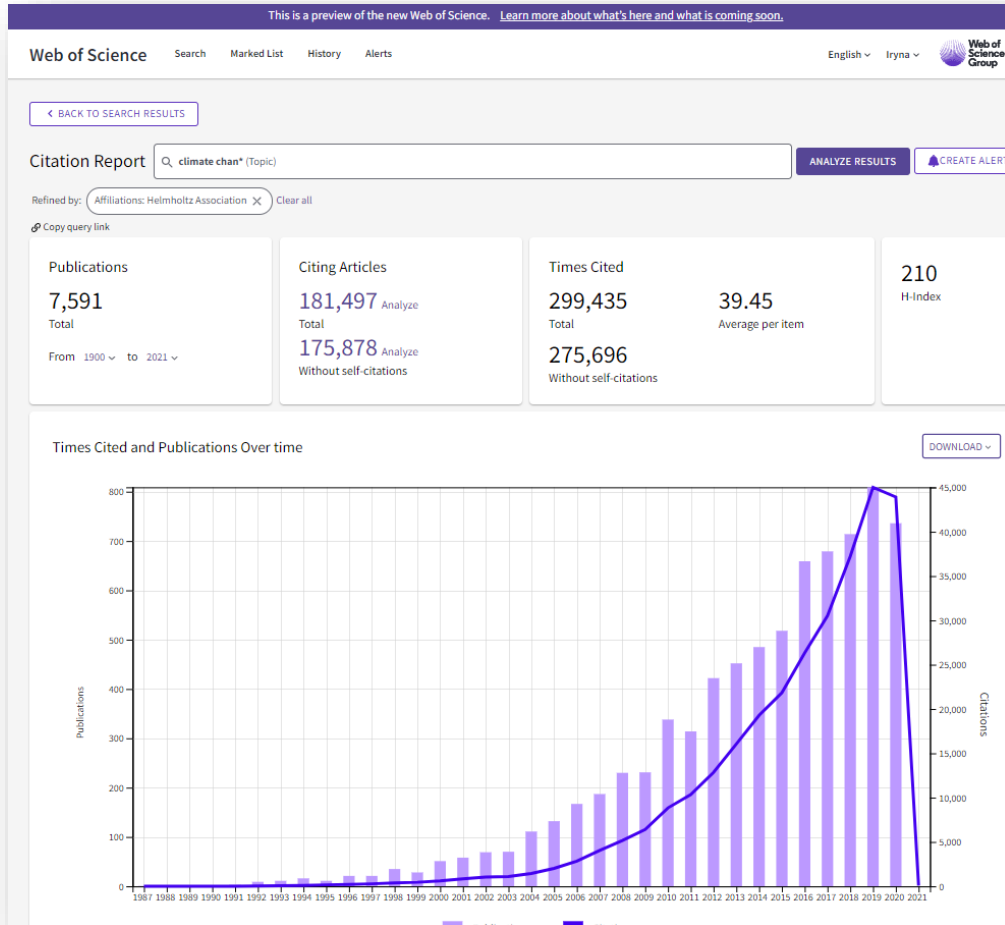 This is a preview of the new Web of Science. Learn more about what's here and what is coming soon.
Web of Science Search Marked List History Alerts English Iryna Web of Science Group
BACK TO SEARCH RESULTS
Citation Report climate chan* (Topic) ANALYZE RESULTS CREATE ALERT
Refined by: Affiliations: Helmholtz Association Clear all
Copy query link
Publications
7,591
Total
From 1900 to 2021
Citing Articles
181,497 Analyze
Total
175,878 Analyze
Without self-citations
Times Cited
299,435
Total
275,696
Without self-citations
39.45
Average per item
210
H-Index
Times Cited and Publications Over time DOWNLOAD
Publications
800
700
600
500
400
300
200
100
0
45,000
40,000
35,000
30,000
25,000
20,000
15,000
10,000
5,000
0
Citations
1987 1988 1989 1990 1991 1992 1993 1994 1995 1996 1997 1998 1999 2000 2001 2002 2003 2004 2005 2006 2007 2008 2009 2010 2011 2012 2013 2014 2015 2016 2017 2018 2019 2020 2021